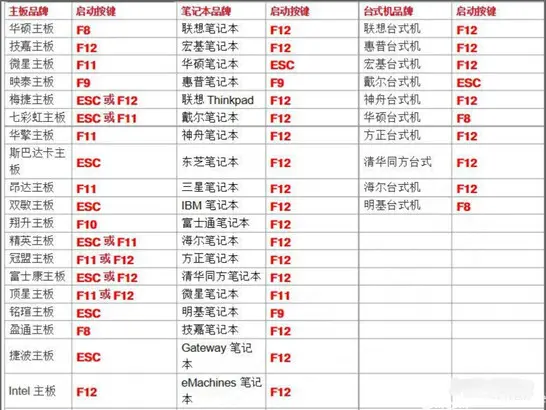 主板品牌 启动按键 笔记本品牌 启动按键 台式机品牌 启动按键
华硕主板 F8 联想笔记本 F12 联想台式机 F12
技嘉主板 F12 宏基笔记本 F12 惠普台式机 F12
微星主板 F11 华硕笔记本 ESC 宏基台式机 F12
映泰主板 F9 惠普笔记本 F9 戴尔台式机 ESC
梅捷主板 ESC 或 F12 联想 Thinkpad F12 神舟台式机 F12
七彩虹主板 ESC 或 F11 戴尔笔记本 F12 华硕台式机 F8
华擎主板 F11 神舟笔记本 F12 方正台式机 F12
斯巴达卡主
板 ESC 东芝笔记本 F12 清华同方台式 F12
昂达主板 F11 三星笔记本 F12 海尔台式机 F12
双敏主板 ESC IBM 笔记本 F12 明基台式机 F8
翔升主板 F10 富士通笔记本 F12
精英主板 ESC 或 F11 海尔笔记本 F12
冠盟主板 F11 或 F12 方正笔记本 F12
富士康主板 ESC 或 F12 清华同方笔记本 F12
顶星主板 F11 或 F12 微星笔记本 F11
铭瑄主板 ESC 明基笔记本 F9
盈通主板 F8 技嘉笔记本 F12
捷波主板 ESC Gateway 笔记
本 F12
Intel 主板 F12 eMachines 笔记
本 F12